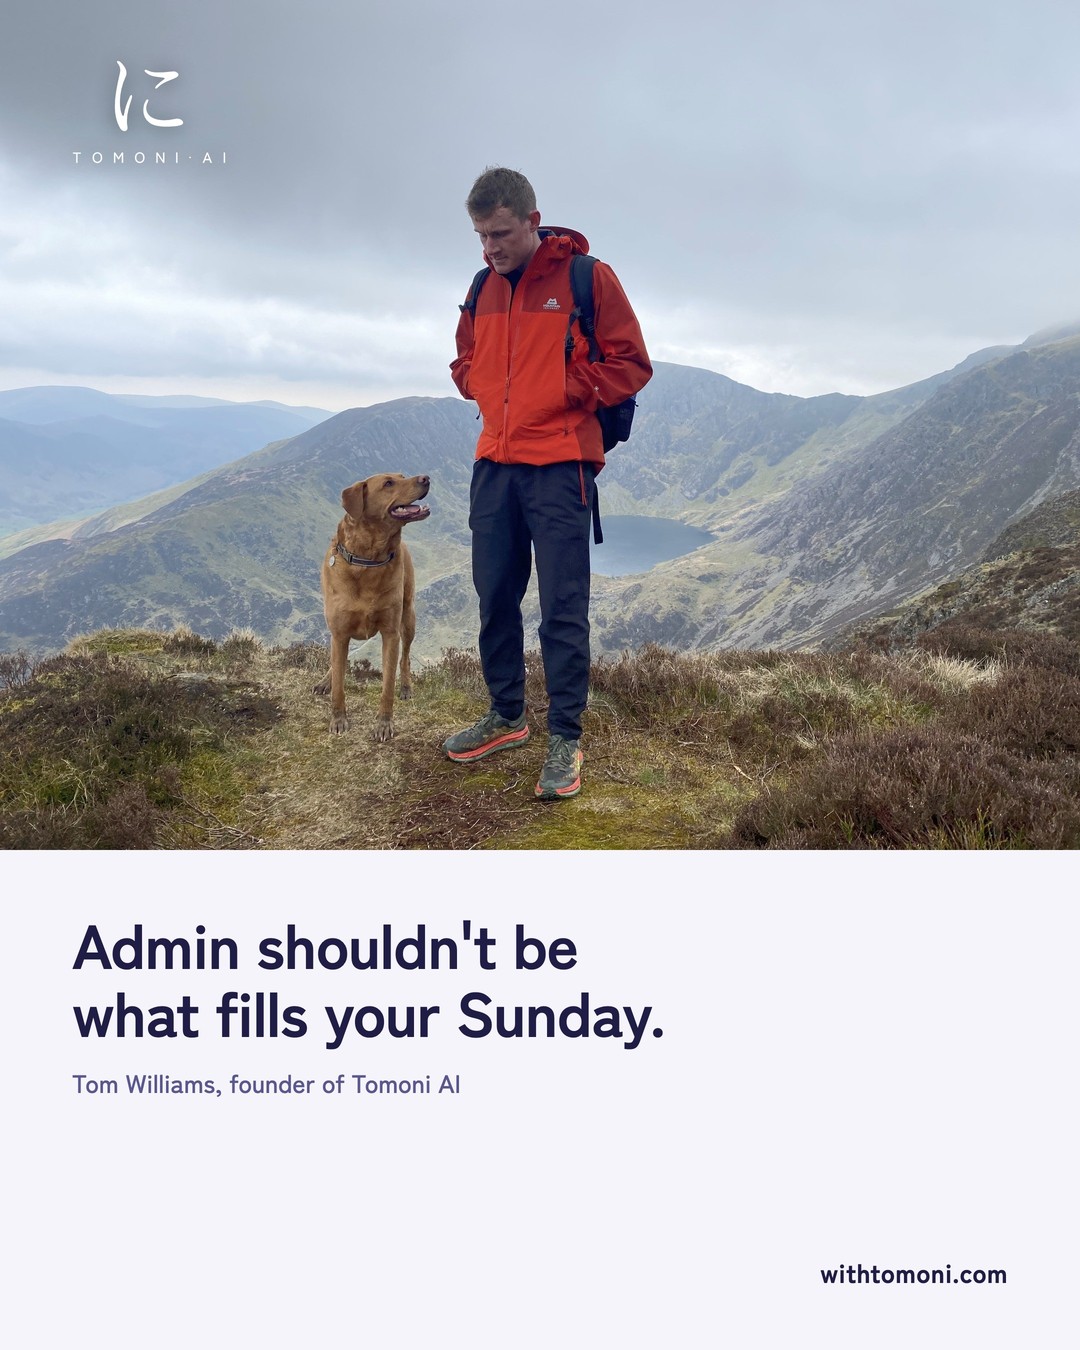 に
TOMONI·AI
Admin shouldn't be
what fills your Sunday.
Tom Williams, founder of Tomoni AI
withtomoni.com